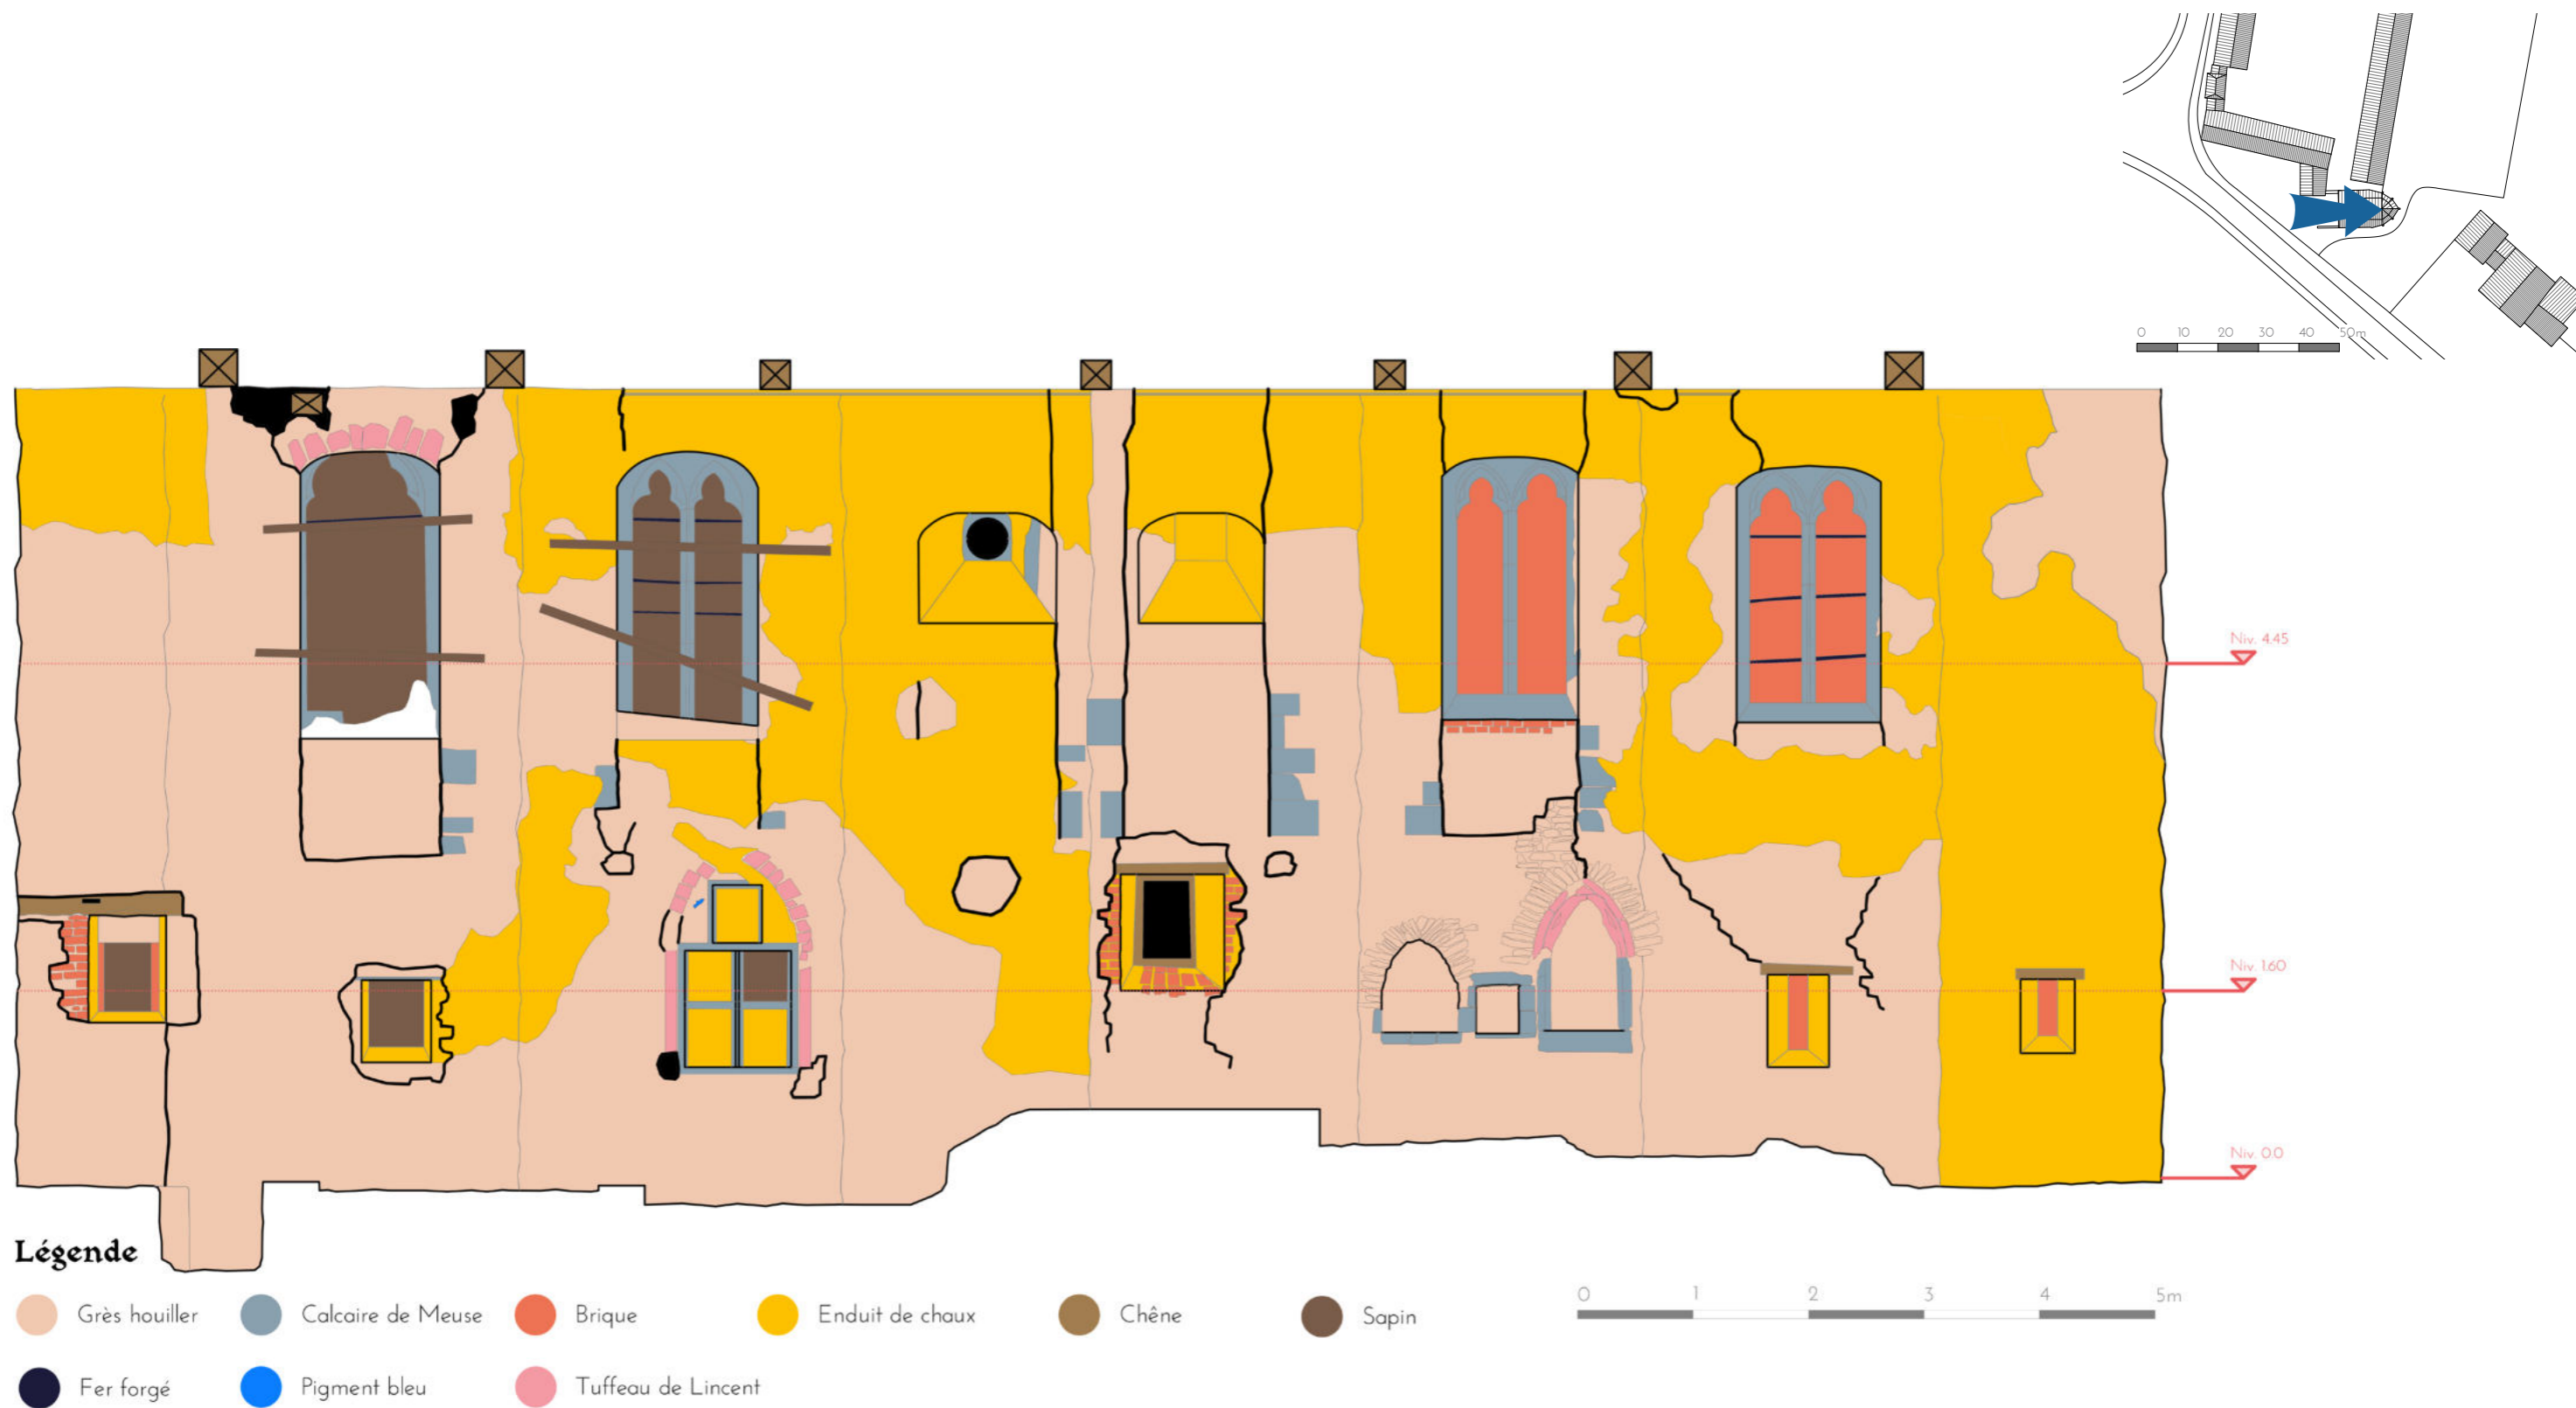 0 10 20 30 40 50m
Niv. 4.45
Niv. 1.60
Niv. 0.0
Légende
Grès houiller Calcaire de Meuse Brique Enduit de chaux Chêne Sapin
0 1 2 3 4 5m
Fer forgé Pigment bleu Tuffeau de Lincent